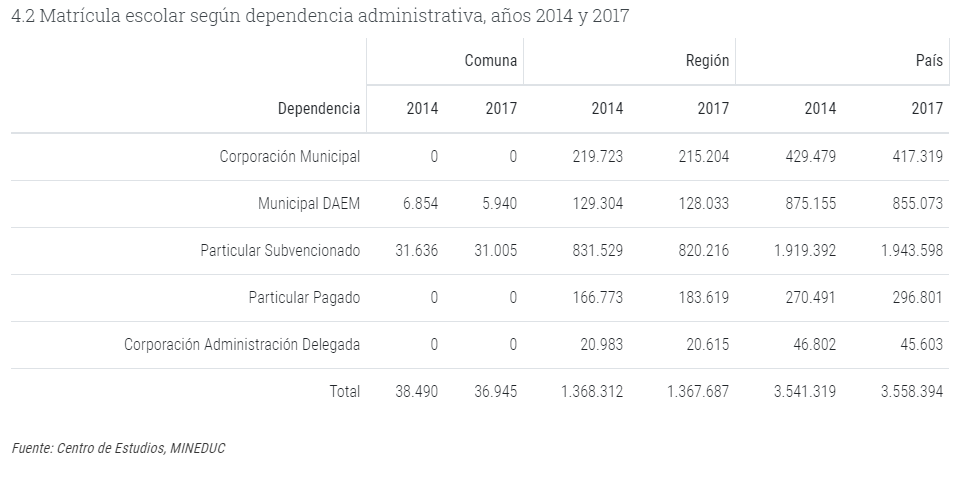 4.2 Matrícula escolar según dependencia administrativa, años 2014 y 2017
Comuna Región País
Dependencia 2014 2017 2014 2017 2014 2017
Corporación Municipal 0 0 219.723 215.204 429.479 417.319
Municipal DAEM 6.854 5.940 129.304 128.033 875.155 855.073
Particular Subvencionado 31.636 31.005 831.529 820.216 1.919.392 1.943.598
Particular Pagado 0 0 166.773 183.619 270.491 296.801
Corporación Administración Delegada 0 0 20.983 20.615 46.802 45.603
Total 38.490 36.945 1.368.312 1.367.687 3.541.319 3.558.394
Fuente: Centro de Estudios, MINEDUC